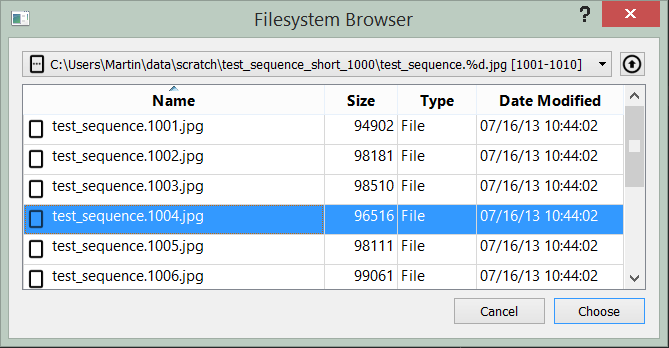 Filesystem Browser ? X
C:\Users\Martin\data\scratch\test_sequence_short_1000\test_sequence.%d.jpg [1001-1010]
Name Size Type Date Modified
test_sequence.1001.jpg 94902 File 07/16/13 10:44:02
test_sequence.1002.jpg 98181 File 07/16/13 10:44:02
test_sequence.1003.jpg 98510 File 07/16/13 10:44:02
test_sequence.1004.jpg 96516 File 07/16/13 10:44:02
test_sequence.1005.jpg 98111 File 07/16/13 10:44:02
test_sequence.1006.jpg 99061 File 07/16/13 10:44:02
Cancel Choose